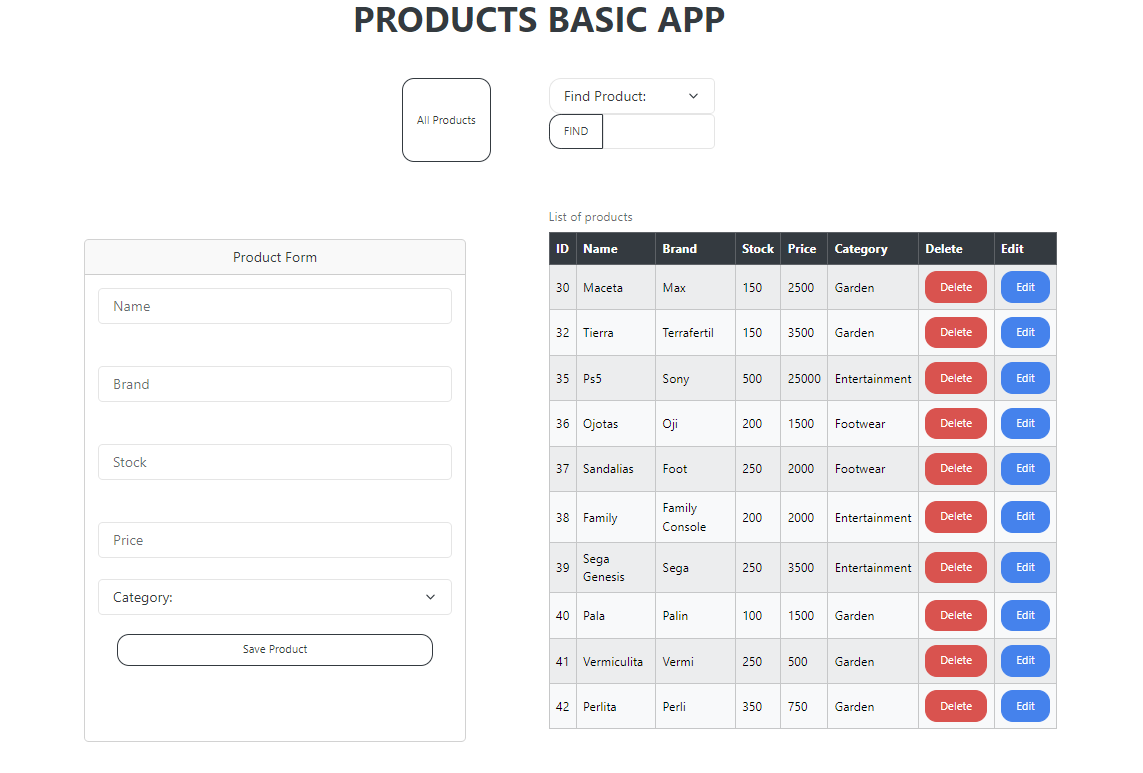 PRODUCTS BASIC APP
All Products
Find Product:
FIND
Product Form
Name
Brand
Stock
Price
Category:
Save Product
List of products
ID Name Brand Stock Price Category Delete Edit
30 Maceta Max 150 2500 Garden Delete Edit
32 Tierra Terrafertil 150 3500 Garden Delete Edit
35 Ps5 Sony 500 25000 Entertainment Delete Edit
36 Ojotas Oji 200 1500 Footwear Delete Edit
37 Sandalias Foot 250 2000 Footwear Delete Edit
38 Family Family Console 200 2000 Entertainment Delete Edit
39 Sega Genesis Sega 250 3500 Entertainment Delete Edit
40 Pala Palin 100 1500 Garden Delete Edit
41 Vermiculita Vermi 250 500 Garden Delete Edit
42 Perlita Perli 350 750 Garden Delete Edit